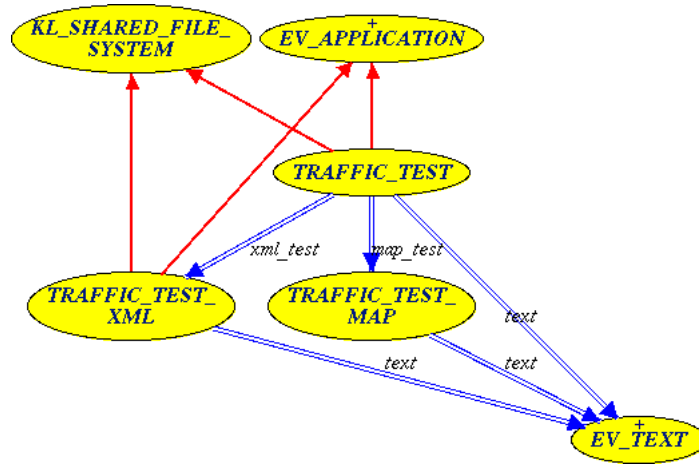 KL_SHARED_FILE_
SYSTEM
+
EV_APPLICATION
TRAFFIC_TEST
xml_test
map_test
TRAFFIC_TEST_
XML
TRAFFIC_TEST_
MAP
text
text
text
+
EV_TEXT